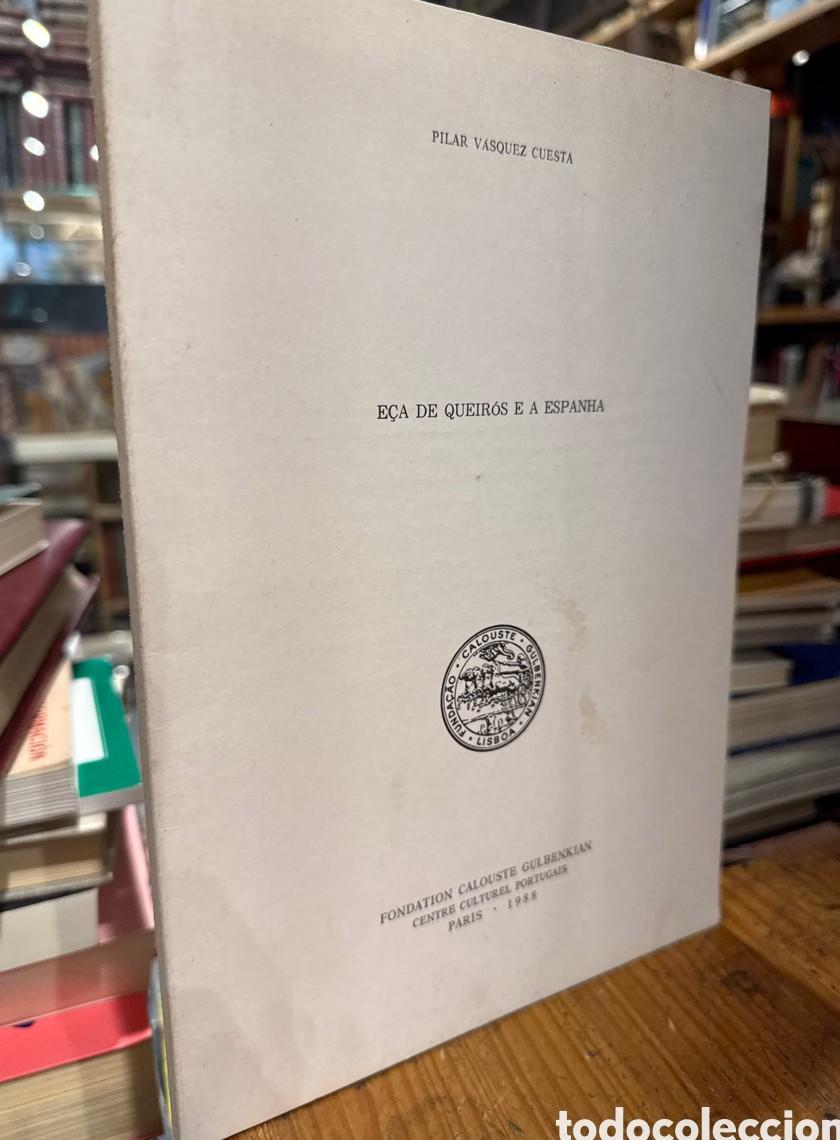 PILAR VÁSQUEZ CUESTA
EÇA DE QUEIRÓS E A ESPANHA
FUNDAÇÃO · CALOUSTE · GULBENKIAN · LISBOA ·
FONDATION CALOUSTE GULBENKIAN
CENTRE CULTUREL PORTUGAIS
PARIS · 1988
todocoleccion